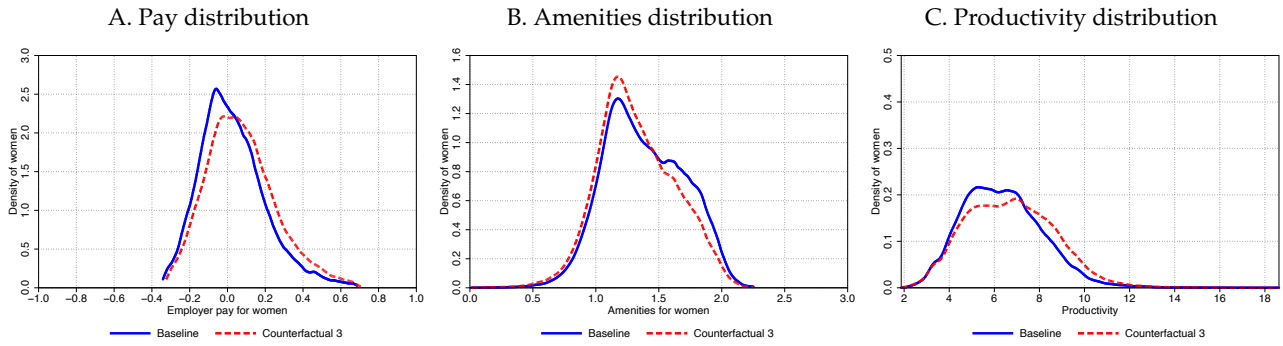 A. Pay distribution
Density of women
3.0
2.5
2.0
1.5
1.0
0.5
0.0
−1.0 −0.8 −0.6 −0.4 −0.2 0.0 0.2 0.4 0.6 0.8 1.0
Employer pay for women
Baseline Counterfactual 3
B. Amenities distribution
Density of women
1.6
1.4
1.2
1.0
0.8
0.6
0.4
0.2
0.0
0.0 0.5 1.0 1.5 2.0 2.5 3.0
Amenities for women
Baseline Counterfactual 3
C. Productivity distribution
Density of women
0.5
0.4
0.3
0.2
0.1
0.0
2 4 6 8 10 12 14 16 18
Productivity
Baseline Counterfactual 3